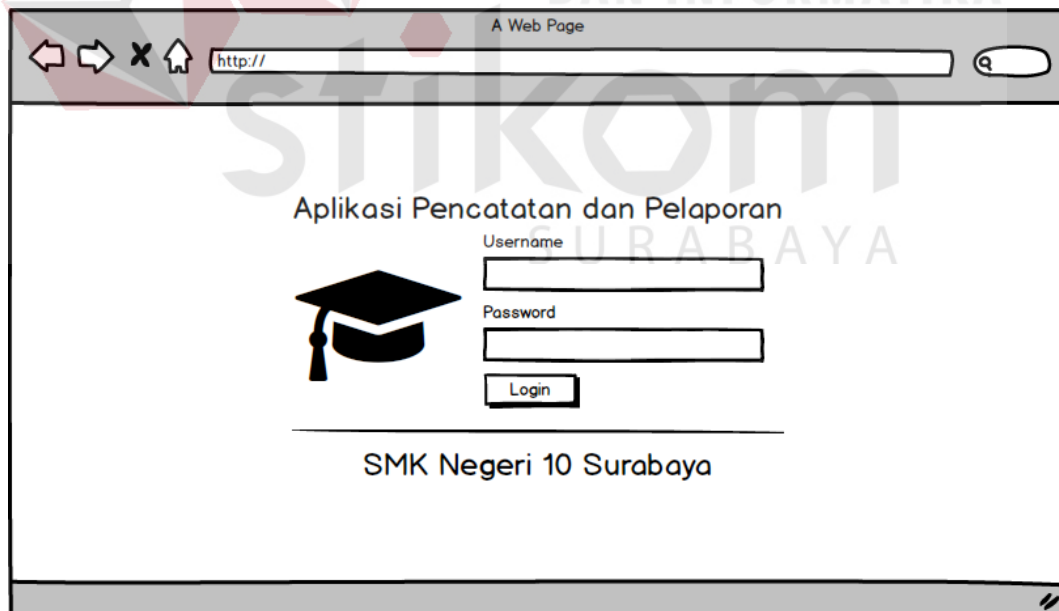 A Web Page
http://
stikom
SURABAYA
Aplikasi Pencatatan dan Pelaporan
Username
Password
Login
SMK Negeri 10 Surabaya